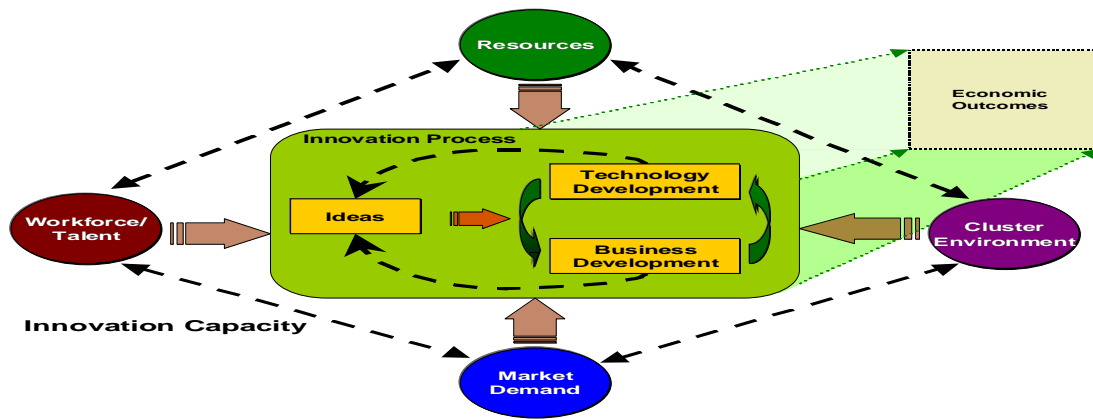 Resources
Economic
Outcomes
Innovation Process
Technology
Development
Ideas
Workforce/
Talent
Cluster
Environment
Business
Development
Innovation Capacity
Market
Demand